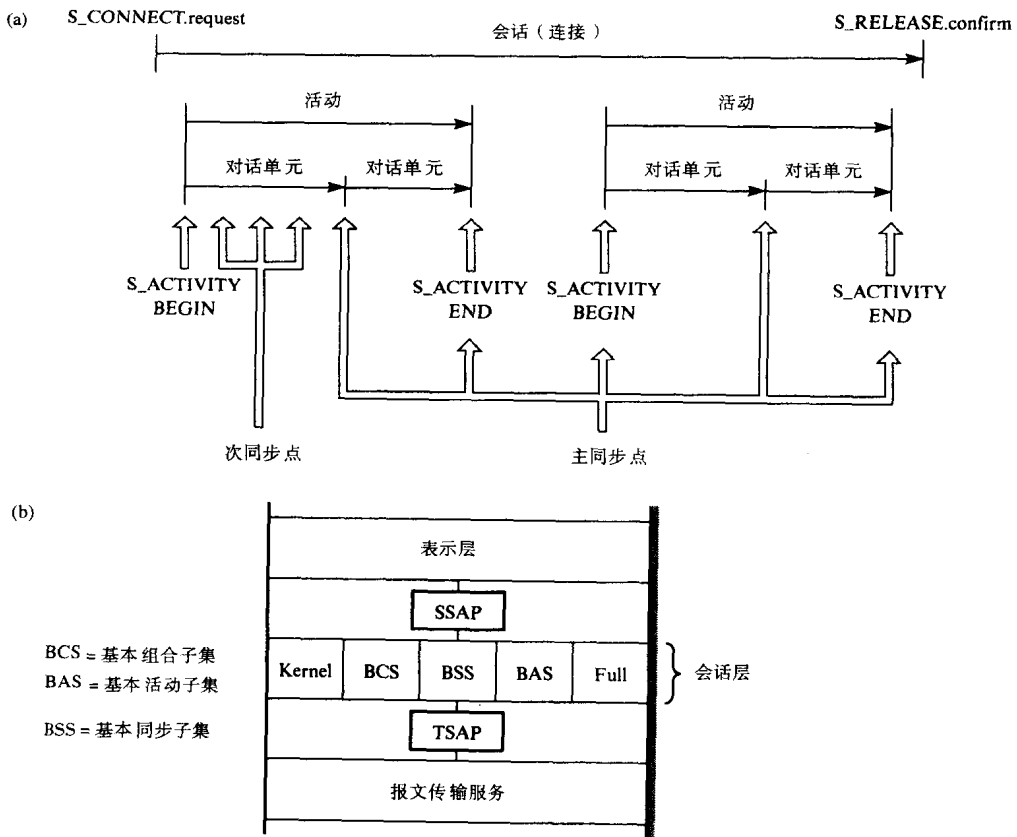 (a)
S_CONNECT.request
S_RELEASE.confirm
会话（连接）
活动
活动
对话单元
对话单元
对话单元
对话单元
S_ACTIVITY
BEGIN
S_ACTIVITY
END
S_ACTIVITY
BEGIN
S_ACTIVITY
END
次同步点
主同步点
(b)
表示层
SSAP
BCS = 基本组合子集
BAS = 基本活动子集
BSS = 基本同步子集
Kernel
BCS
BSS
BAS
Full
会话层
TSAP
报文传输服务